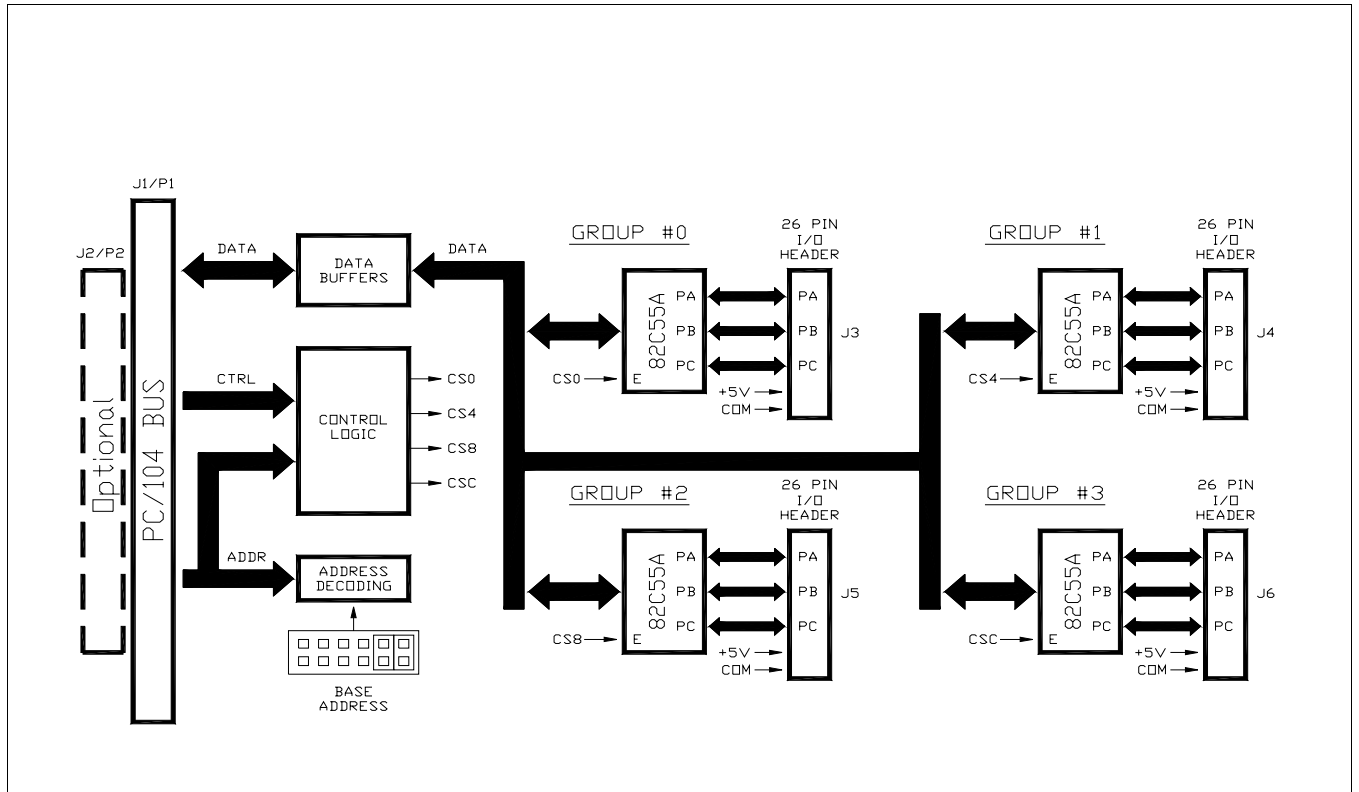 J1/P1
J2/P2
Optional
PC/104 BUS
DATA
DATA
BUFFERS
DATA
CTRL
CONTROL
LOGIC
CS0
CS4
CS8
CSC
ADDR
ADDRESS
DECODING
BASE
ADDRESS
GROUP #0
26 PIN
I/O
HEADER
82C55A
PA
PB
PC
E
CS0
PA
PB
PC
+5V
COM
J3
GROUP #1
26 PIN
I/O
HEADER
82C55A
PA
PB
PC
E
CS4
PA
PB
PC
+5V
COM
J4
GROUP #2
26 PIN
I/O
HEADER
82C55A
PA
PB
PC
E
CS8
PA
PB
PC
+5V
COM
J5
GROUP #3
26 PIN
I/O
HEADER
82C55A
PA
PB
PC
E
CSC
PA
PB
PC
+5V
COM
J6